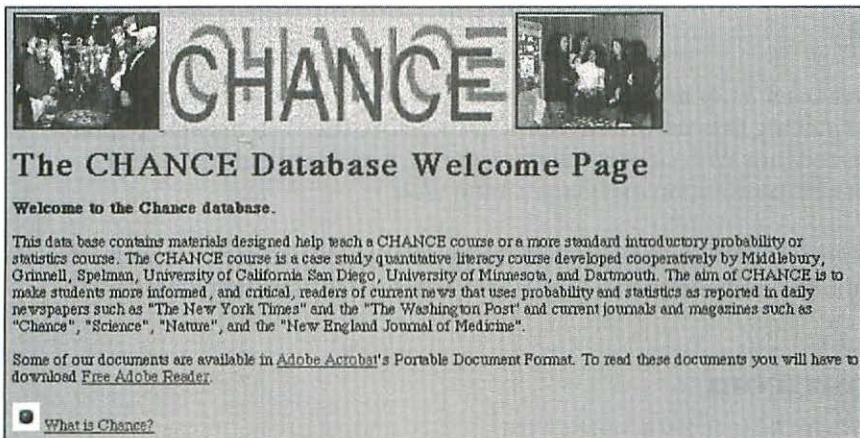 CHANCE
The CHANCE Database Welcome Page
Welcome to the Chance database.
This data base contains materials designed help teach a CHANCE course or a more standard introductory probability or
statistics course. The CHANCE course is a case study quantitative literacy course developed cooperatively by Middlebury,
Grinnell, Spelman, University of California San Diego, University of Minnesota, and Dartmouth. The aim of CHANCE is to
make students more informed, and critical, readers of current news that uses probability and statistics as reported in daily
newspapers such as "The New York Times" and the "The Washington Post" and current journals and magazines such as
"Chance", "Science", "Nature", and the "New England Journal of Medicine".
Some of our documents are available in Adobe Acrobat's Portable Document Format. To read these documents you will have to
download Free Adobe Reader.
What is Chance?